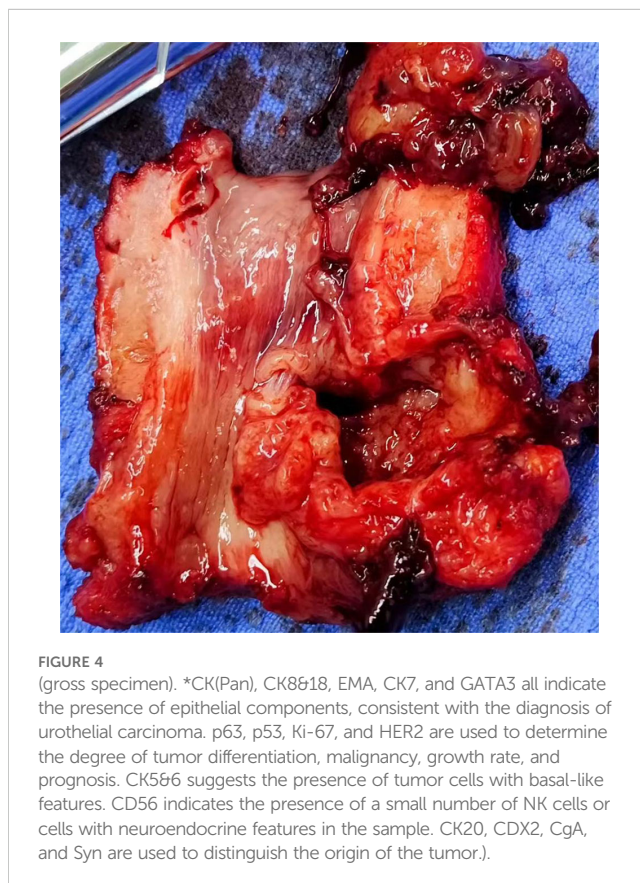 FIGURE 4
(gross specimen). *CK(Pan), CK8&18, EMA, CK7, and GATA3 all indicate
the presence of epithelial components, consistent with the diagnosis of
urothelial carcinoma. p63, p53, Ki-67, and HER2 are used to determine
the degree of tumor differentiation, malignancy, growth rate, and
prognosis. CK5&6 suggests the presence of tumor cells with basal-like
features. CD56 indicates the presence of a small number of NK cells or
cells with neuroendocrine features in the sample. CK20, CDX2, CgA,
and Syn are used to distinguish the origin of the tumor.).